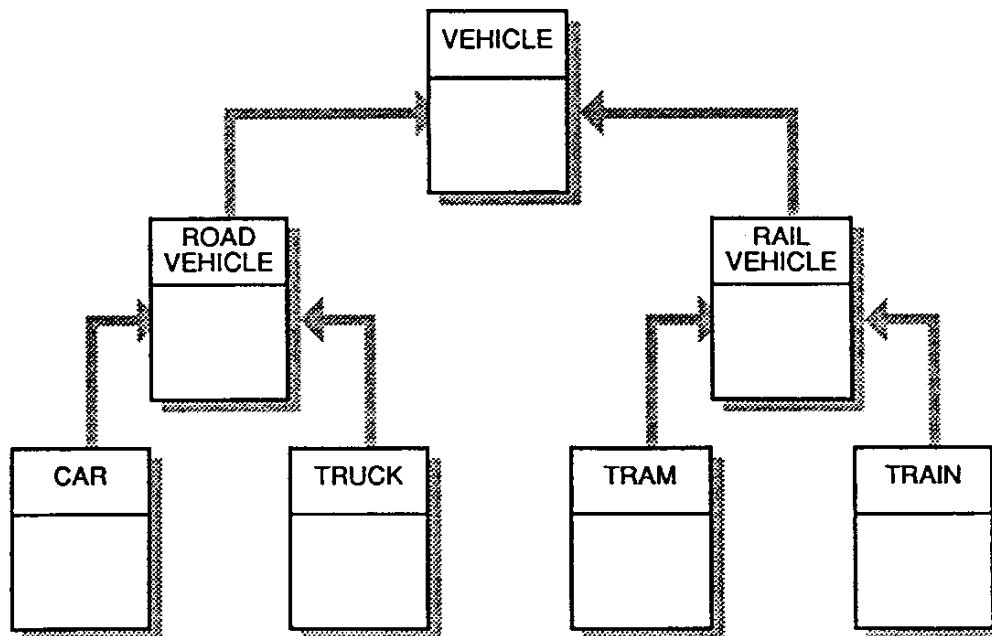 VEHICLE
ROAD
VEHICLE
RAIL
VEHICLE
CAR
TRUCK
TRAM
TRAIN